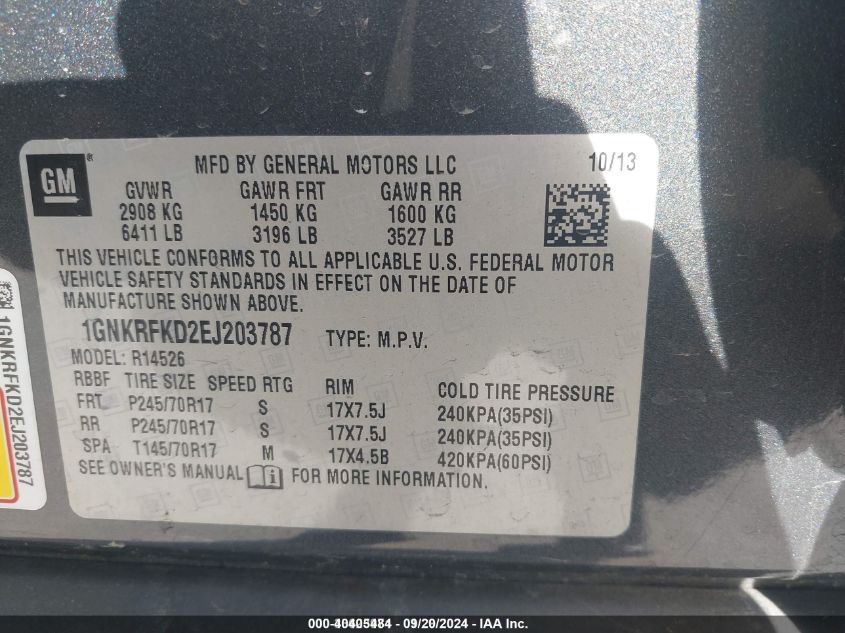 GM
®
MFD BY GENERAL MOTORS LLC 10/13
GVWR GAWR FRT GAWR RR
2908 KG 1450 KG 1600 KG
6411 LB 3196 LB 3527 LB
THIS VEHICLE CONFORMS TO ALL APPLICABLE U.S. FEDERAL MOTOR
VEHICLE SAFETY STANDARDS IN EFFECT ON THE DATE OF
MANUFACTURE SHOWN ABOVE.
1GNKRFKD2EJ203787 TYPE: M.P.V.
MODEL: R14526
RBBF TIRE SIZE SPEED RTG RIM COLD TIRE PRESSURE
FRT P245/70R17 S 17X7.5J 240KPA(35PSI)
RR P245/70R17 S 17X7.5J 240KPA(35PSI)
SPA T145/70R17 M 17X4.5B 420KPA(60PSI)
SEE OWNER'S MANUAL FOR MORE INFORMATION.
1GNKRFKD2EJ203787
09/20/2024 - IAA Inc.